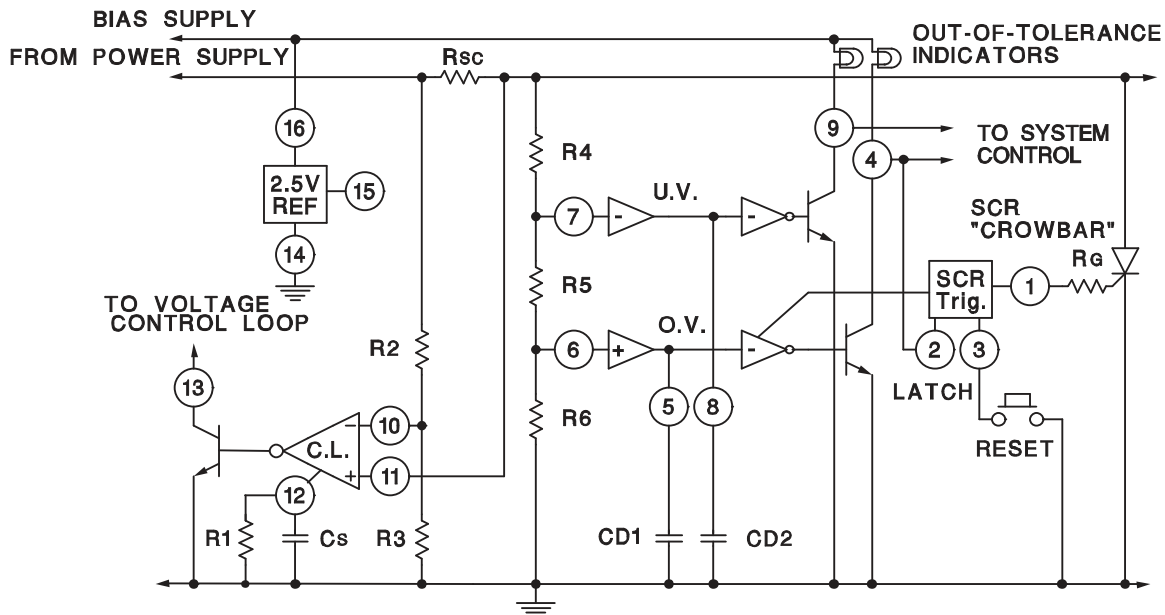 BIAS SUPPLY
FROM POWER SUPPLY
RSC
OUT-OF-TOLERANCE
INDICATORS
16
9
TO SYSTEM
CONTROL
4
R4
2.5V
REF
15
U.V.
7
-
-
SCR
"CROWBAR"
14
RG
R5
SCR
Trig.
1
TO VOLTAGE
CONTROL LOOP
O.V.
R2
6
+
-
2
3
LATCH
13
5
8
R6
10
-
C.L.
RESET
+
11
12
R1
CS
R3
CD1
CD2